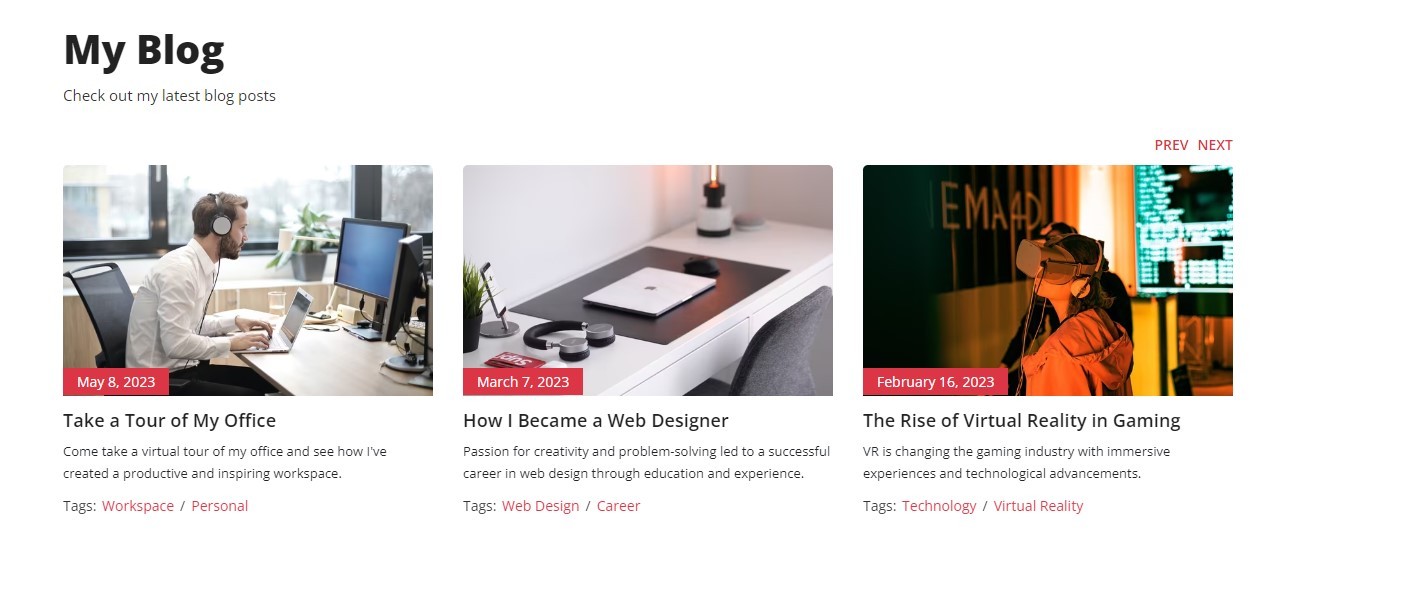 My Blog
Check out my latest blog posts
PREV NEXT
EMA4D
May 8, 2023
March 7, 2023
February 16, 2023
Take a Tour of My Office
Come take a virtual tour of my office and see how I've
created a productive and inspiring workspace.
Tags: Workspace / Personal
How I Became a Web Designer
Passion for creativity and problem-solving led to a successful
career in web design through education and experience.
Tags: Web Design / Career
The Rise of Virtual Reality in Gaming
VR is changing the gaming industry with immersive
experiences and technological advancements.
Tags: Technology / Virtual Reality